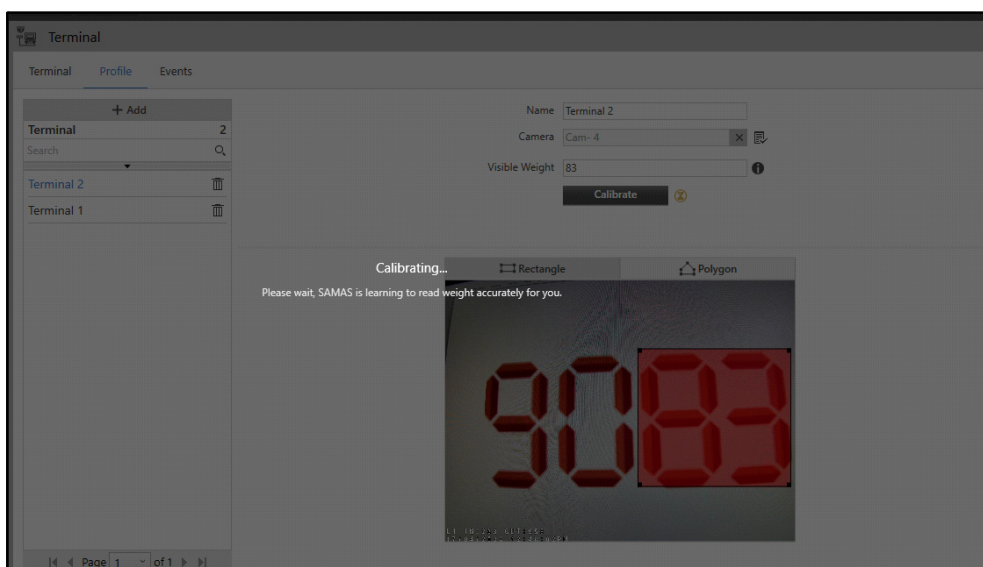 Terminal
Terminal Profile Events
+ Add
Terminal 2
Search
Terminal 2
Terminal 1
Page 1 of 1
Name Terminal 2
Camera Cam- 4
Visible Weight 83
Calibrate
Calibrating...
Please wait, SAMAS is learning to read weight accurately for you.
Rectangle Polygon
9083